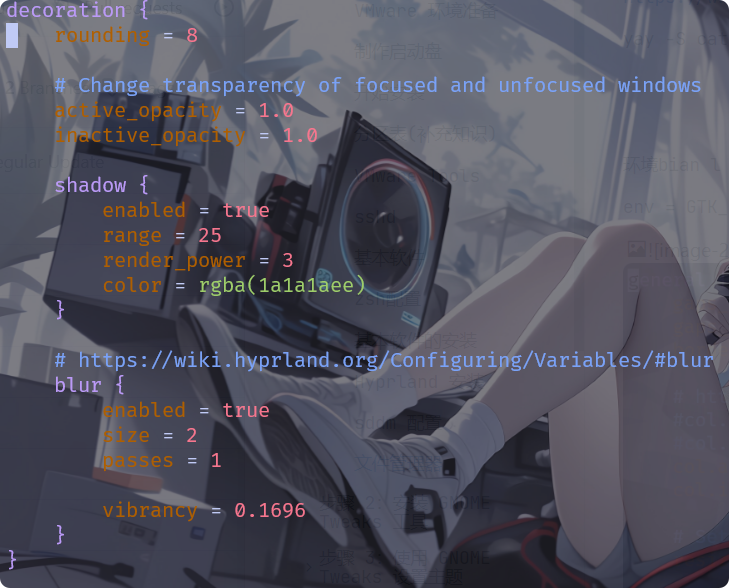 decoration {
rounding = 8
# Change transparency of focused and unfocused windows
active_opacity = 1.0
inactive_opacity = 1.0
shadow {
enabled = true
range = 25
render_power = 3
color = rgba(1a1a1aee)
}
# https://wiki.hyprland.org/Configuring/Variables/#blur
blur {
enabled = true
size = 2
passes = 1
vibrancy = 0.1696
}
}